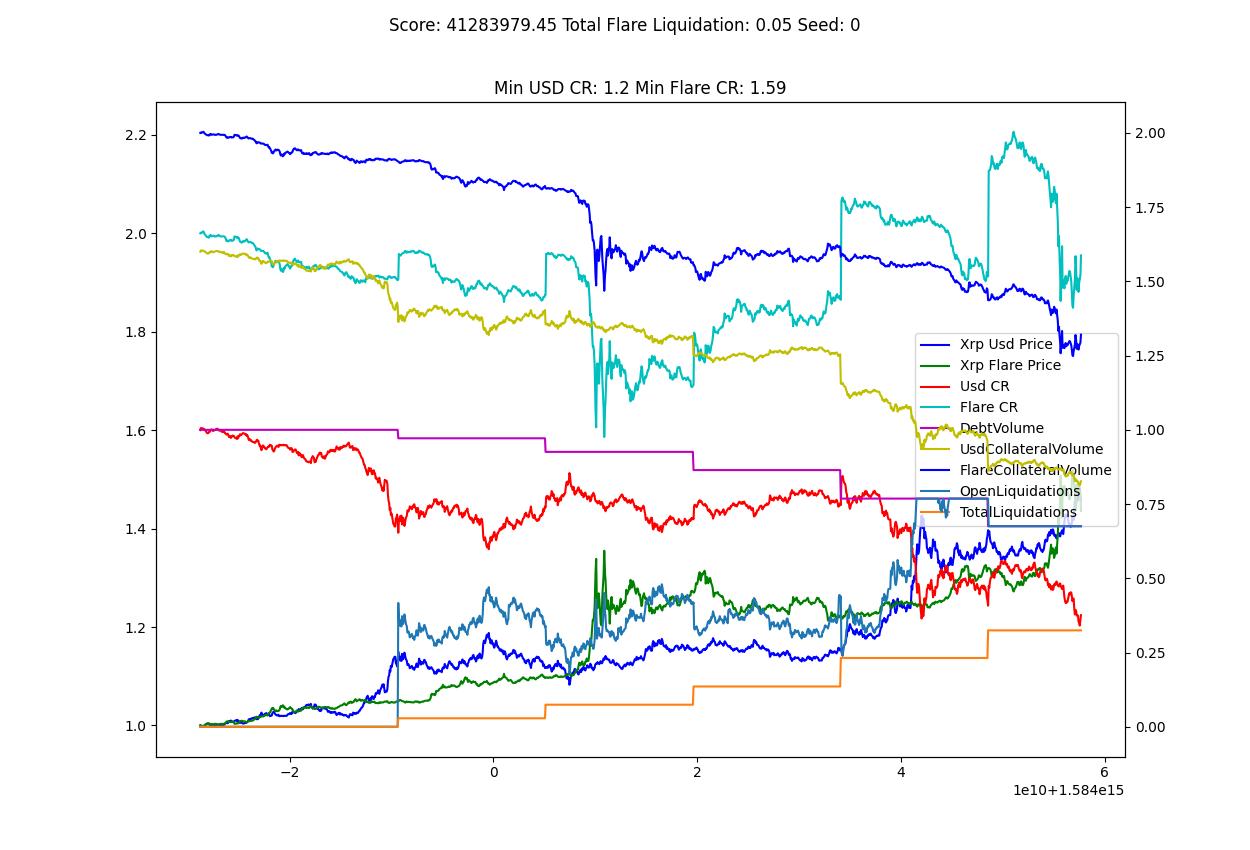 Score: 41283979.45 Total Flare Liquidation: 0.05 Seed: 0
Min USD CR: 1.2 Min Flare CR: 1.59
2.2
2.0
1.8
1.6
1.4
1.2
1.0
2.00
1.75
1.50
1.25
1.00
0.75
0.50
0.25
0.00
Xrp Usd Price
Xrp Flare Price
Usd CR
Flare CR
DebtVolume
UsdCollateralVolume
FlareCollateralVolume
OpenLiquidations
TotalLiquidations
−2
0
2
4
6
1e10+1.584e15